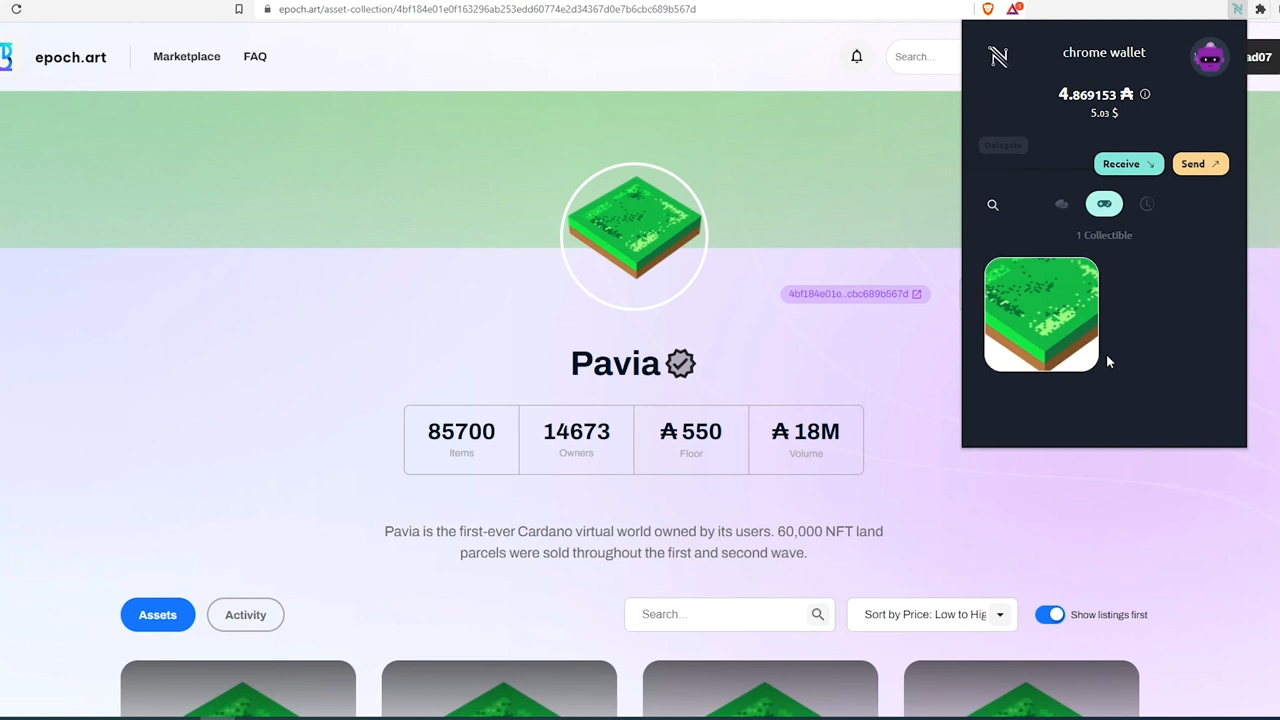 epoch.art/asset-collection/4bf184e01e0f163296ab253edd60774e2d34367d0e7b6cbc689b567d
1
epoch.art
Marketplace
FAQ
Search...
ad07
chrome wallet
4.869153 ₳
5.03 $
Delegate
Receive
Send
1 Collectible
4bf184e01e..cbc689b567d
Pavia
85700
14673
₳ 550
₳ 18M
Items
Owners
Floor
Volume
Pavia is the first-ever Cardano virtual world owned by its users. 60,000 NFT land
parcels were sold throughout the first and second wave.
Assets
Activity
Search...
Sort by Price: Low to Hig
Show listings first